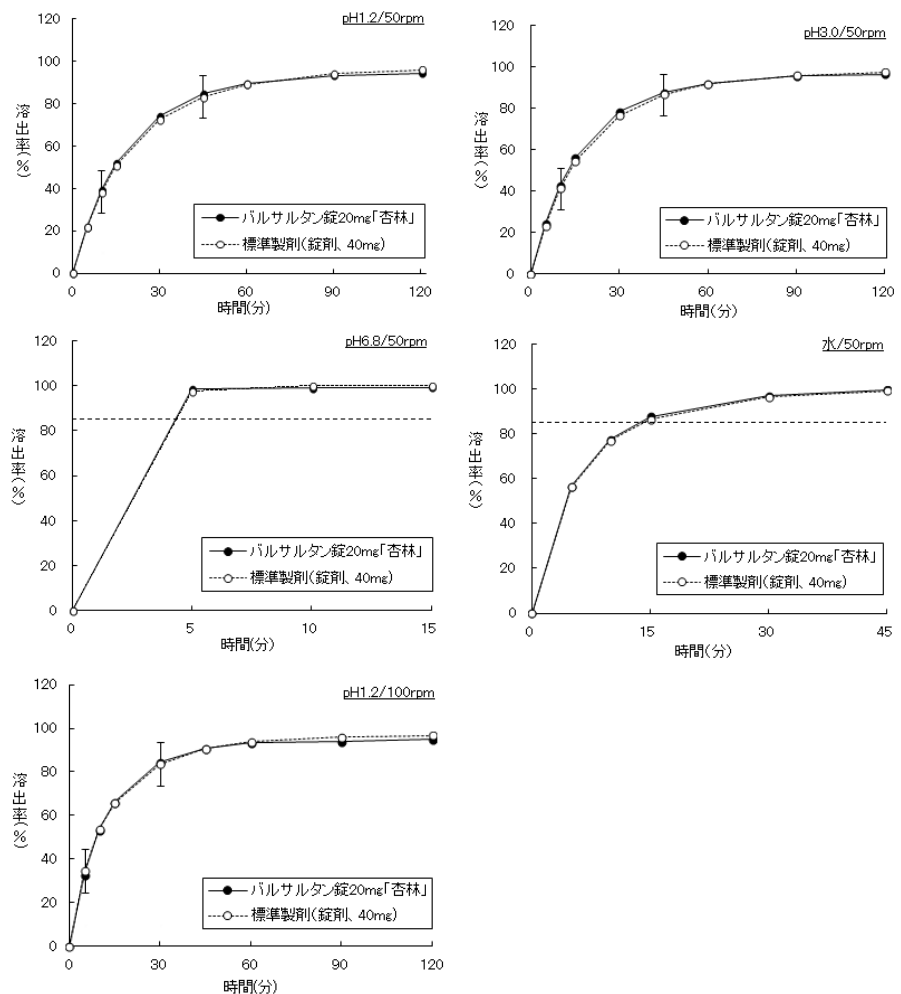 pH1.2/50rpm
120
100
80
60
40
20
0
溶出率(%)
バルサルタン錠20mg「杏林」
標準製剤(錠剤、40mg)
0 30 60 90 120
時間(分)
pH3.0/50rpm
120
100
80
60
40
20
0
溶出率(%)
バルサルタン錠20mg「杏林」
標準製剤(錠剤、40mg)
0 30 60 90 120
時間(分)
pH6.8/50rpm
120
100
80
60
40
20
0
溶出率(%)
バルサルタン錠20mg「杏林」
標準製剤(錠剤、40mg)
0 5 10 15
時間(分)
水/50rpm
120
100
80
60
40
20
0
溶出率(%)
バルサルタン錠20mg「杏林」
標準製剤(錠剤、40mg)
0 15 30 45
時間(分)
pH1.2/100rpm
120
100
80
60
40
20
0
溶出率(%)
バルサルタン錠20mg「杏林」
標準製剤(錠剤、40mg)
0 30 60 90 120
時間(分)